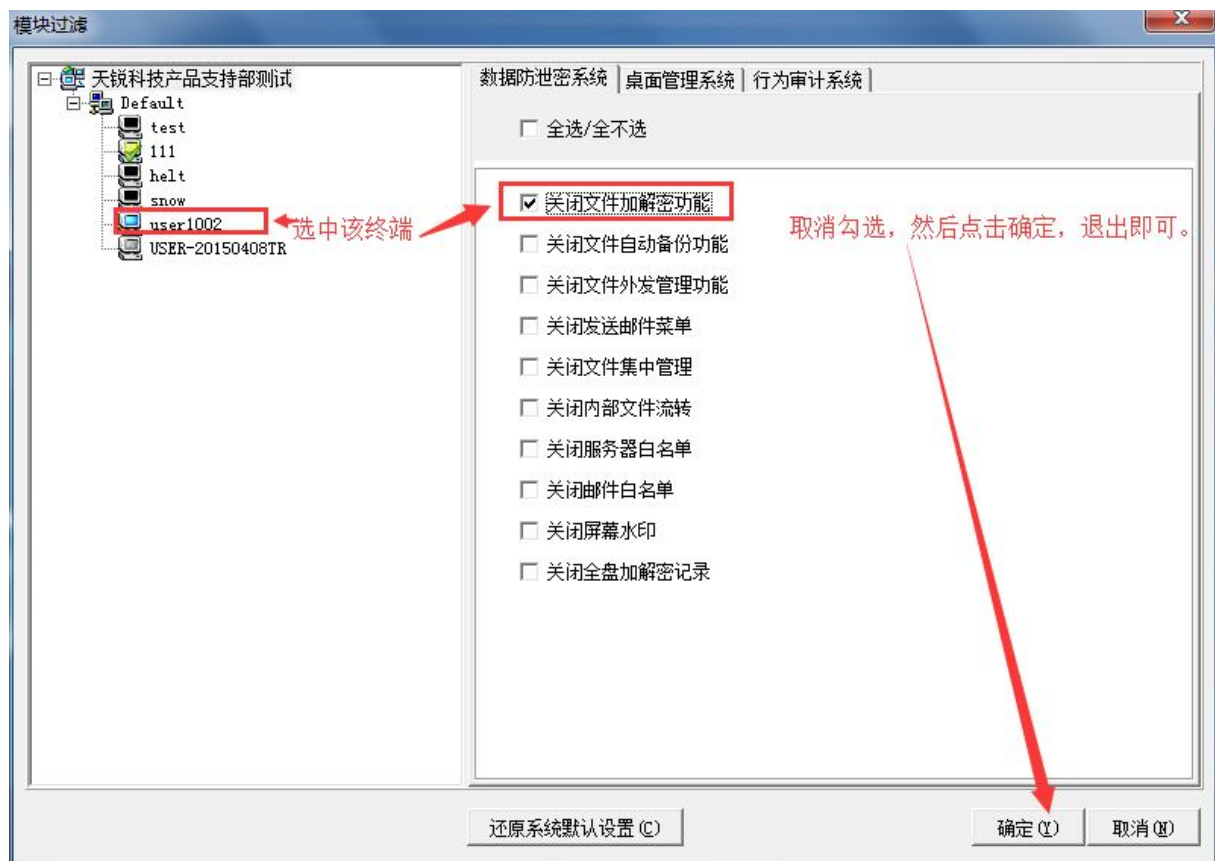 模块过滤
天锐科技产品支持部测试
Default
test
111
helt
snow
user1002
USER-20150408TR
选中该终端
数据防泄密系统 桌面管理系统 行为审计系统
全选/全不选
关闭文件加解密功能
关闭文件自动备份功能
关闭文件外发管理功能
关闭发送邮件菜单
关闭文件集中管理
关闭内部文件流转
关闭服务器白名单
关闭邮件白名单
关闭屏幕水印
关闭全盘加解密记录
取消勾选，然后点击确定，退出即可。
还原系统默认设置(C) 确定(Y) 取消(N)